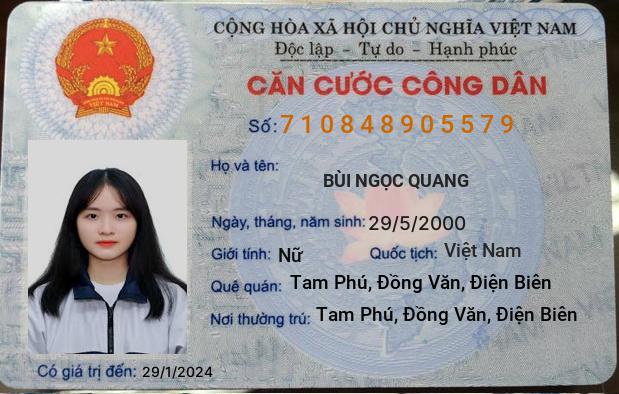 CỘNG HÒA XÃ HỘI CHỦ NGHĨA VIỆT NAM
Độc lập - Tự do - Hạnh phúc
CĂN CƯỚC CÔNG DÂN
Số: 710848905579
Họ và tên:
BÙI NGỌC QUANG
Ngày, tháng, năm sinh: 29/5/2000
Giới tính: Nữ Quốc tịch: Việt Nam
Quê quán: Tam Phú, Đồng Văn, Điện Biên
Nơi thường trú: Tam Phú, Đồng Văn, Điện Biên
Có giá trị đến: 29/1/2024
VIỆT NAM